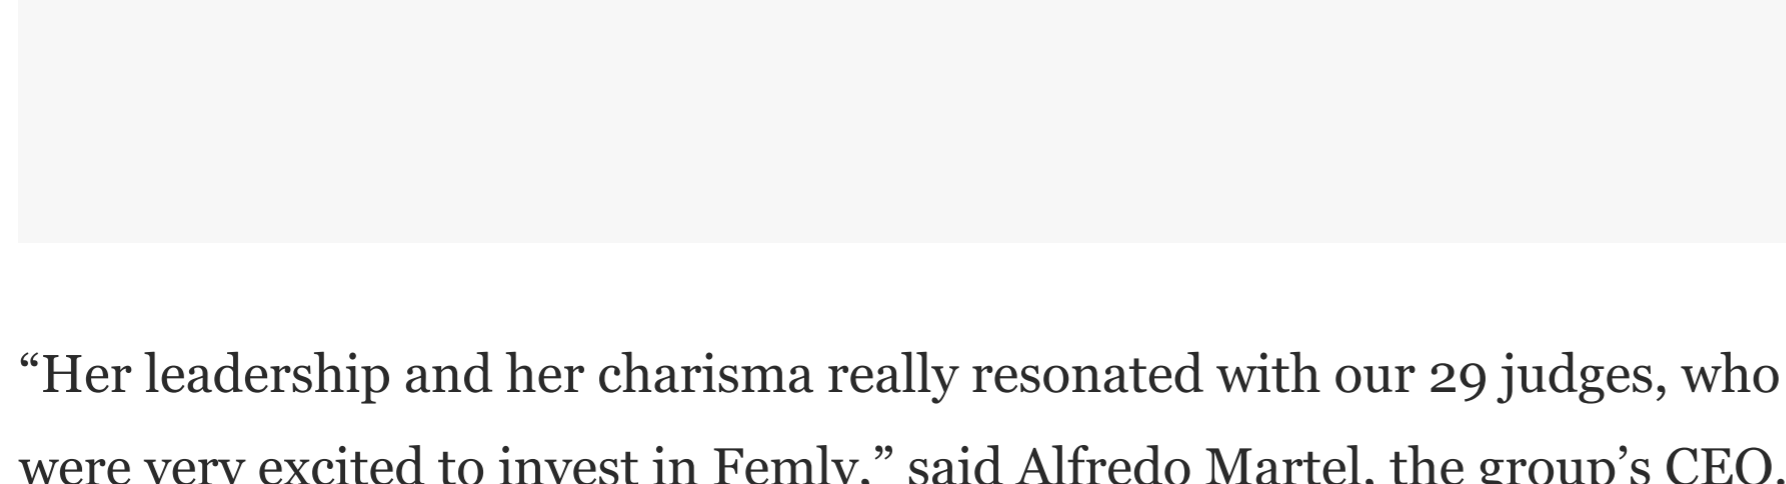 “Her leadership and her charisma really resonated with our 29 judges, who
were very excited to invest in Femly,” said Alfredo Martel, the group’s CEO.